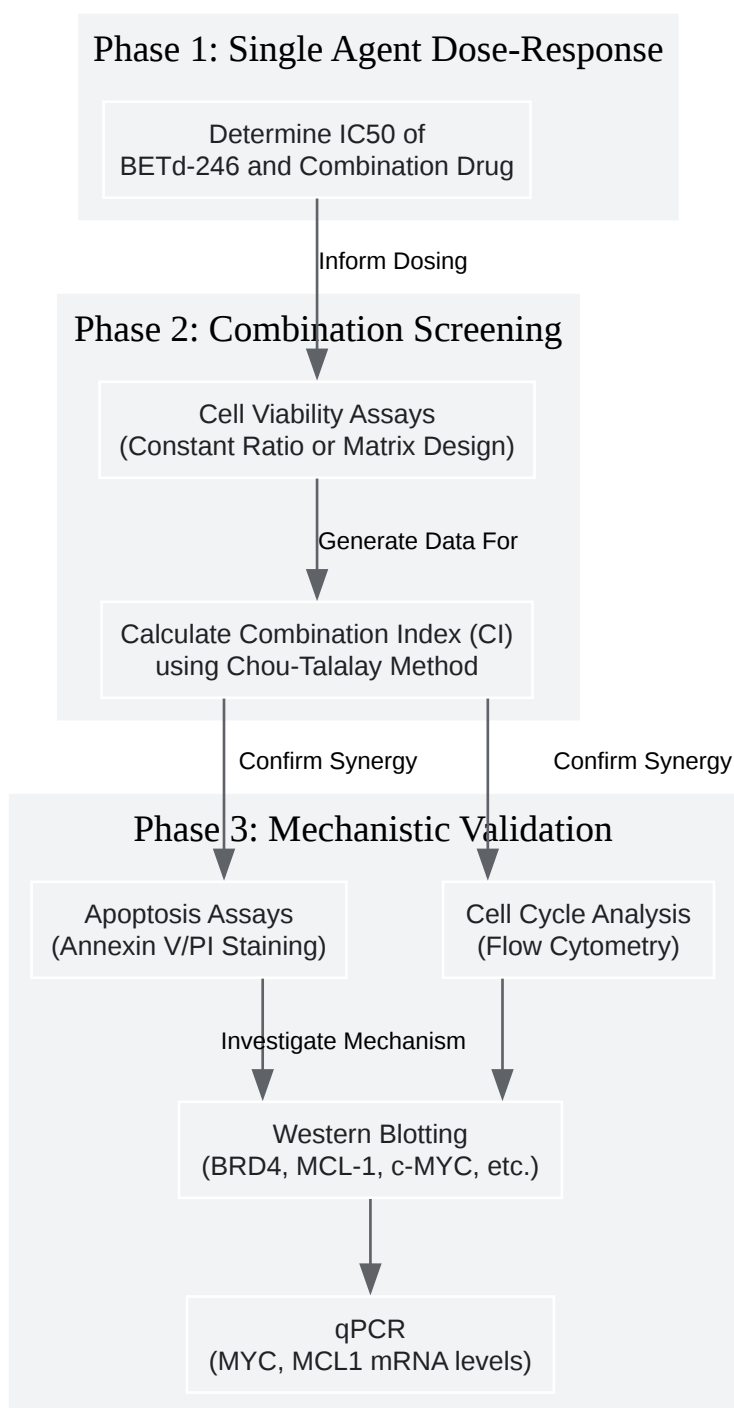 Phase 1: Single Agent Dose-Response
Determine IC50 of
BETd-246 and Combination Drug
Inform Dosing
Phase 2: Combination Screening
Cell Viability Assays
(Constant Ratio or Matrix Design)
Generate Data For
Calculate Combination Index (CI)
using Chou-Talalay Method
Confirm Synergy
Confirm Synergy
Phase 3: Mechanistic Validation
Apoptosis Assays
(Annexin V/PI Staining)
Cell Cycle Analysis
(Flow Cytometry)
Investigate Mechanism
Western Blotting
(BRD4, MCL-1, c-MYC, etc.)
qPCR
(MYC, MCL1 mRNA levels)